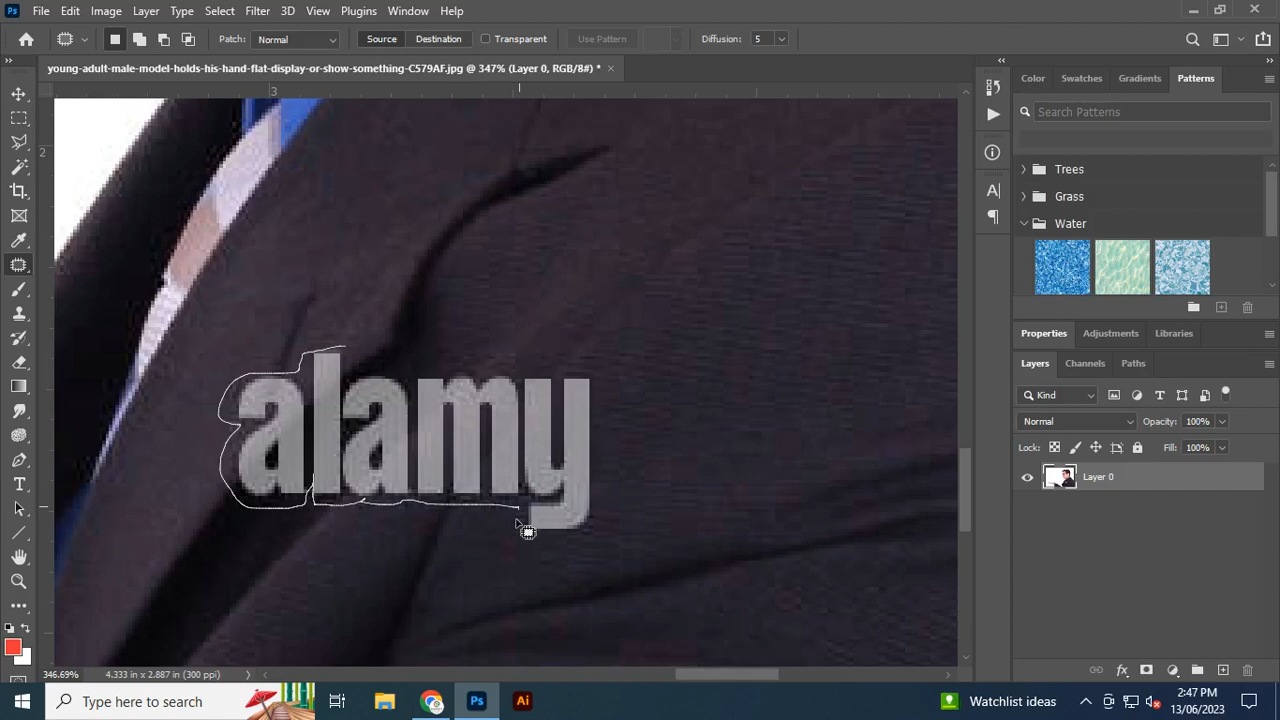 File Edit Image Layer Type Select Filter 3D View Plugins Window Help
Patch: Normal Source Destination Transparent Use Pattern Diffusion: 5
young-adult-male-model-holds-his-hand-flat-display-or-show-something-C579AF.jpg @ 347% (Layer 0, RGB/8#) *
3
2
alamy
346.69% 4.333 in x 2.887 in (300 ppi)
Color Swatches Gradients Patterns
Search Patterns
Trees
Grass
Water
Properties Adjustments Libraries
Layers Channels Paths
Kind
Normal Opacity: 100%
Lock: Fill: 100%
Layer 0
Type here to search
Ps
Ai
Watchlist ideas
2:47 PM
13/06/2023